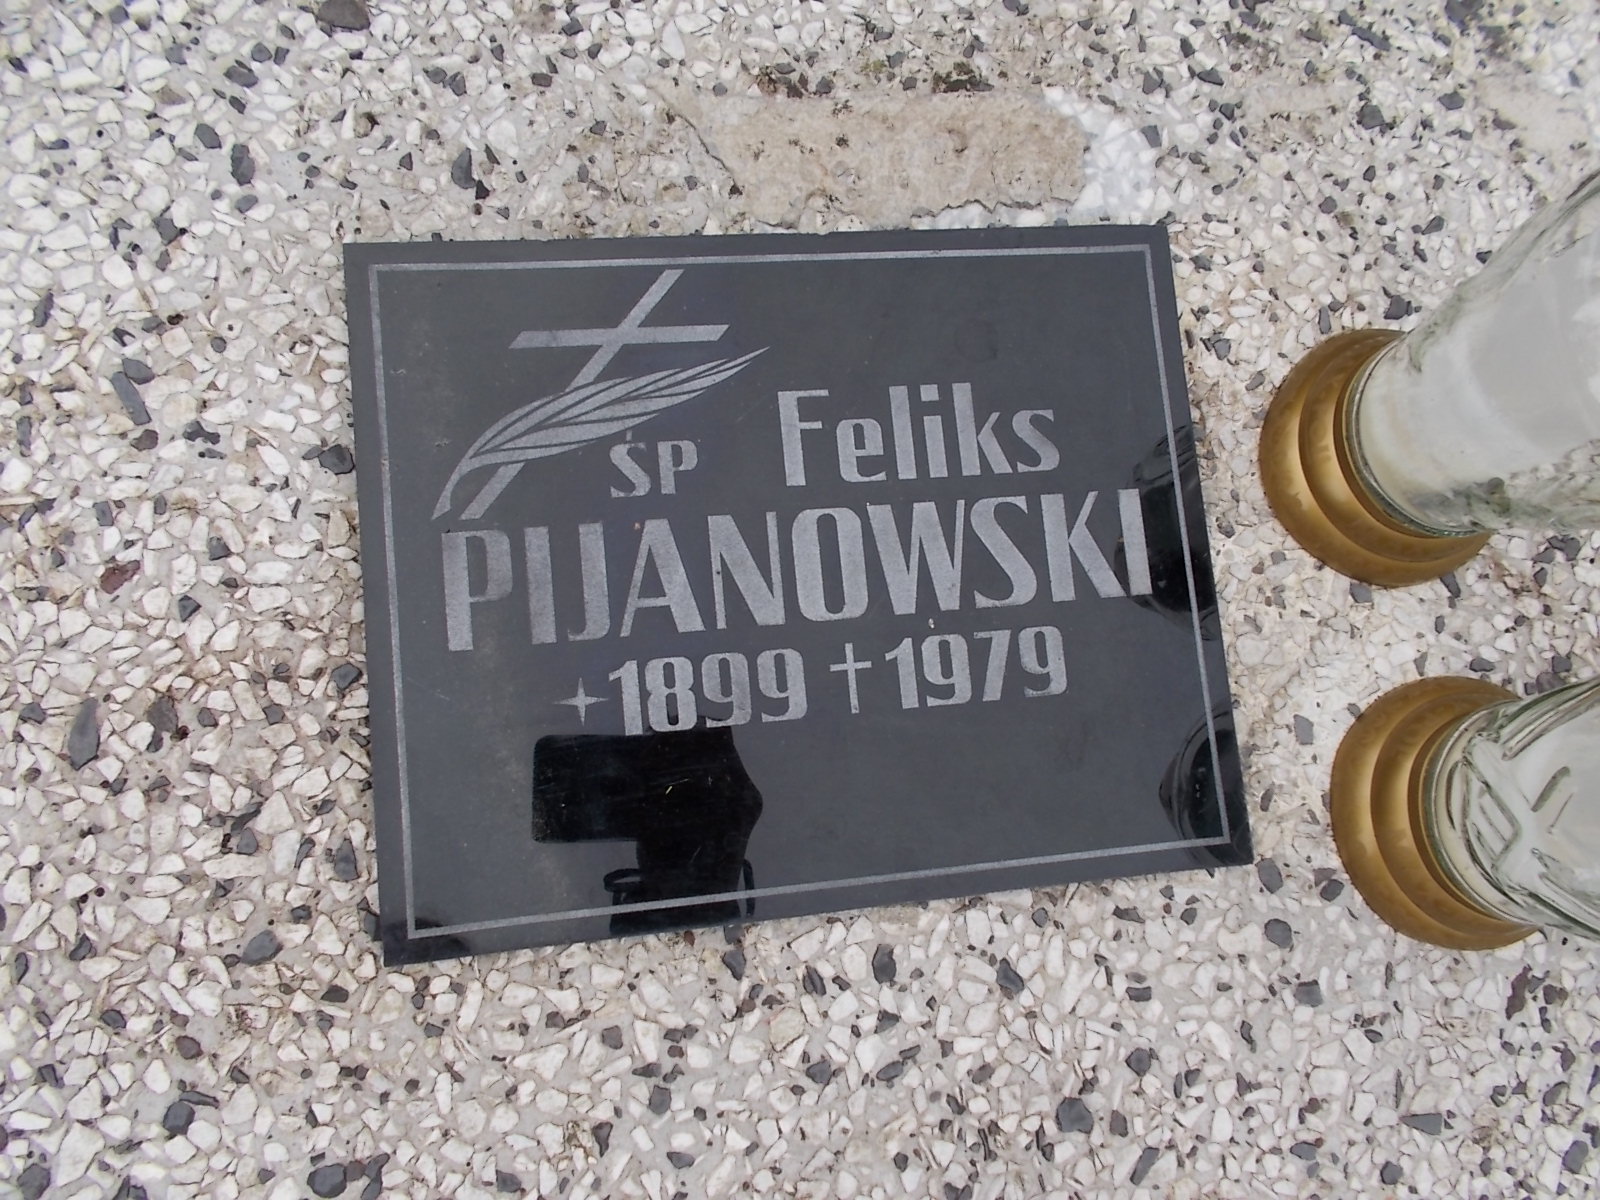 ŚP Feliks
PIJANOWSKI
1899 † 1979